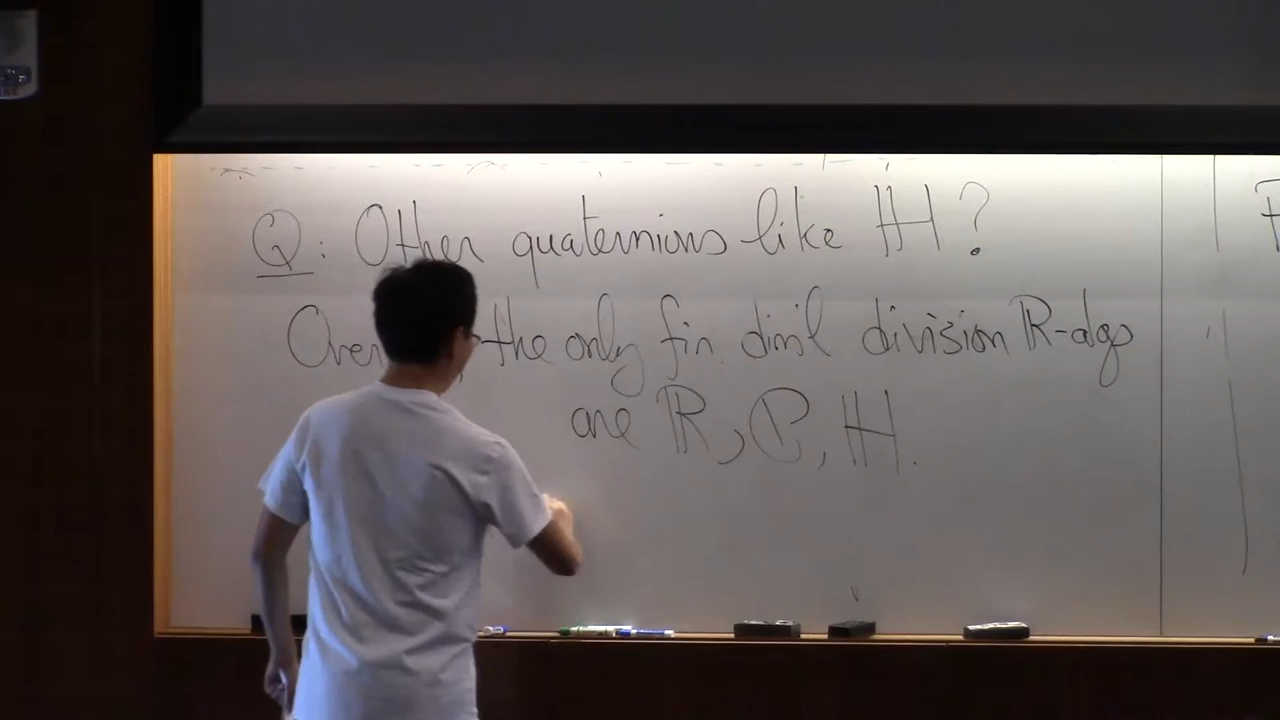 Q: Other quaternions like ℍ?
Over the only fin. dim'l division ℝ-algs
are ℝ, ℂ, ℍ.